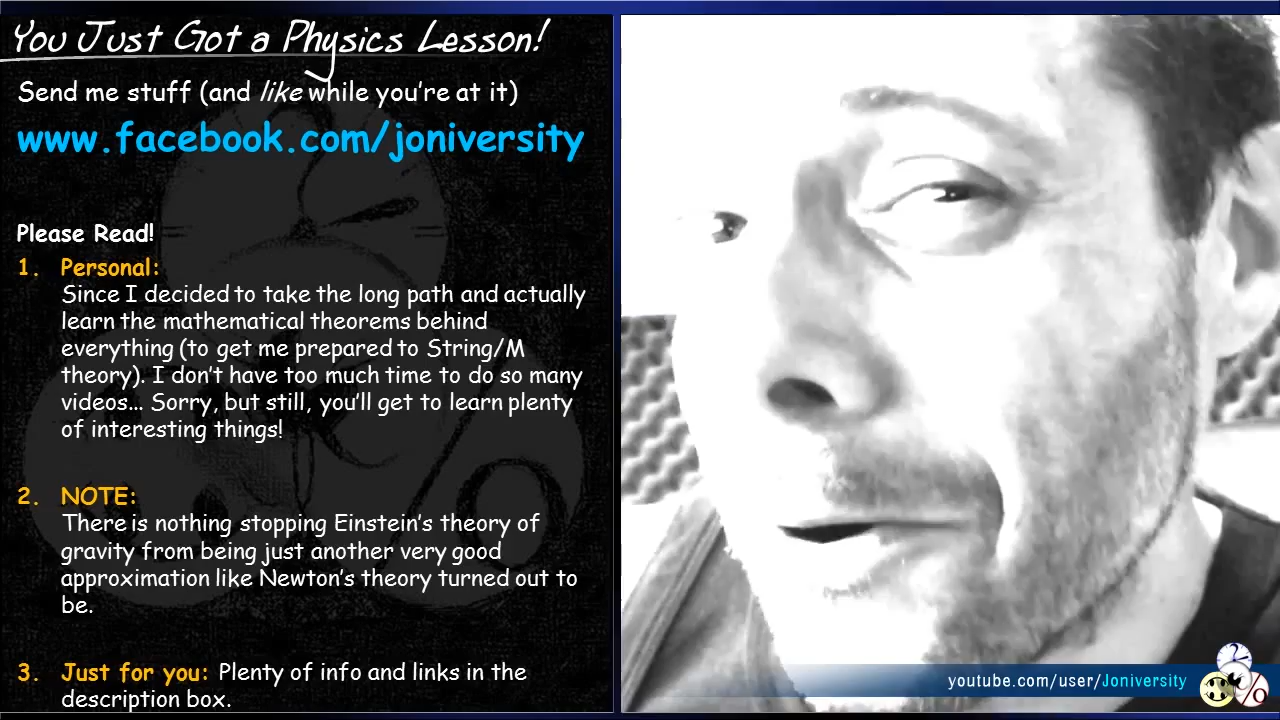 You Just Got a Physics Lesson!
Send me stuff (and like while you're at it)
www.facebook.com/joniversity
Please Read!
1. Personal:
Since I decided to take the long path and actually
learn the mathematical theorems behind
everything (to get me prepared to String/M
theory). I don't have too much time to do so many
videos... Sorry, but still, you'll get to learn plenty
of interesting things!
2. NOTE:
There is nothing stopping Einstein's theory of
gravity from being just another very good
approximation like Newton's theory turned out to
be.
3. Just for you: Plenty of info and links in the
description box.
youtube.com/user/Joniversity